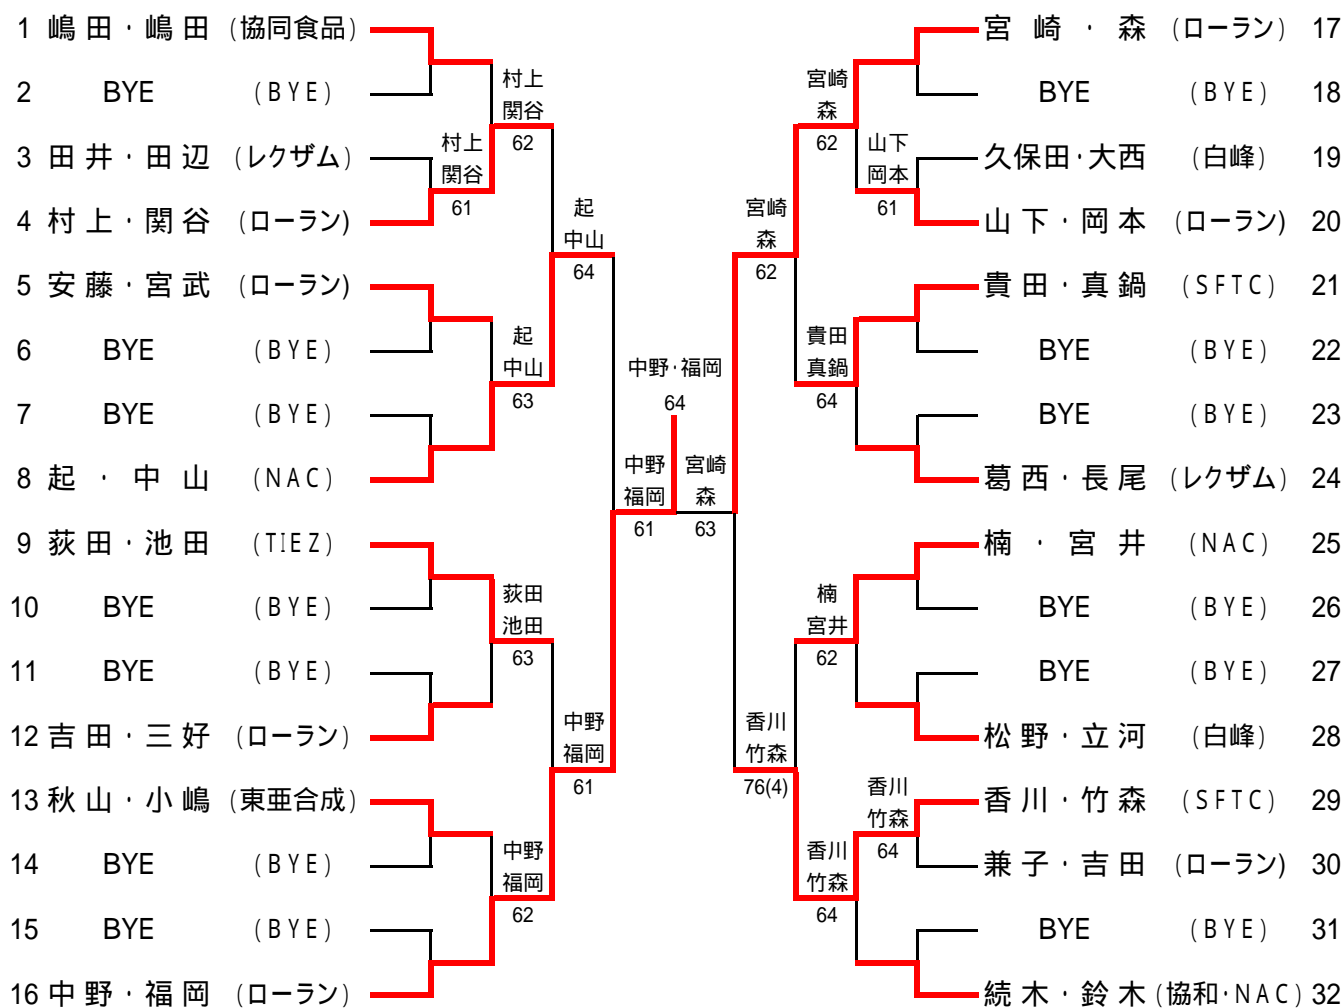 1 嶋田・嶋田 (協同食品)
2 BYE (BYE)
3 田井・田辺 (レクザム)
4 村上・関谷 (ローラン)
5 安藤・宮武 (ローラン)
6 BYE (BYE)
7 BYE (BYE)
8 起・中山 (NAC)
9 荻田・池田 (TIEZ)
10 BYE (BYE)
11 BYE (BYE)
12 吉田・三好 (ローラン)
13 秋山・小嶋 (東亜合成)
14 BYE (BYE)
15 BYE (BYE)
16 中野・福岡 (ローラン)
村上
関谷
61
村上
関谷
62
起
中山
63
荻田
池田
63
中野
福岡
62
起
中山
64
中野
福岡
61
中野
福岡
61
中野・福岡
64
宮崎
森
63
宮崎
森
62
香川
竹森
76(4)
宮崎
森
62
貴田
真鍋
64
楠
宮井
62
香川
竹森
64
山下
岡本
61
香川
竹森
64
宮崎・森 (ローラン) 17
BYE (BYE) 18
久保田・大西 (白峰) 19
山下・岡本 (ローラン) 20
貴田・真鍋 (SFTC) 21
BYE (BYE) 22
BYE (BYE) 23
葛西・長尾 (レクザム) 24
楠・宮井 (NAC) 25
BYE (BYE) 26
BYE (BYE) 27
松野・立河 (白峰) 28
香川・竹森 (SFTC) 29
兼子・吉田 (ローラン) 30
BYE (BYE) 31
続木・鈴木 (協和・NAC) 32